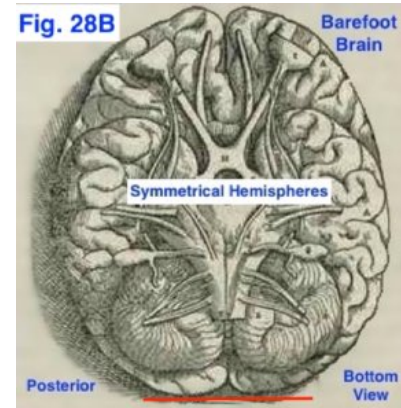 Fig. 28B
Barefoot
Brain
Symmetrical Hemispheres
Posterior
Bottom
View